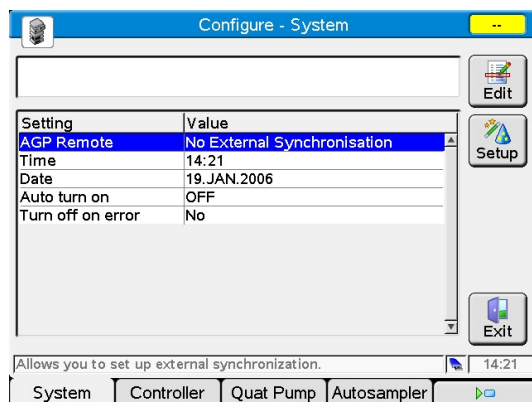 Configure - System
--
Edit
Setting Value
AGP Remote No External Synchronisation
Time 14:21
Date 19.JAN.2006
Auto turn on OFF
Turn off on error No
Setup
Exit
Allows you to set up external synchronization. 14:21
System Controller Quat Pump Autosampler